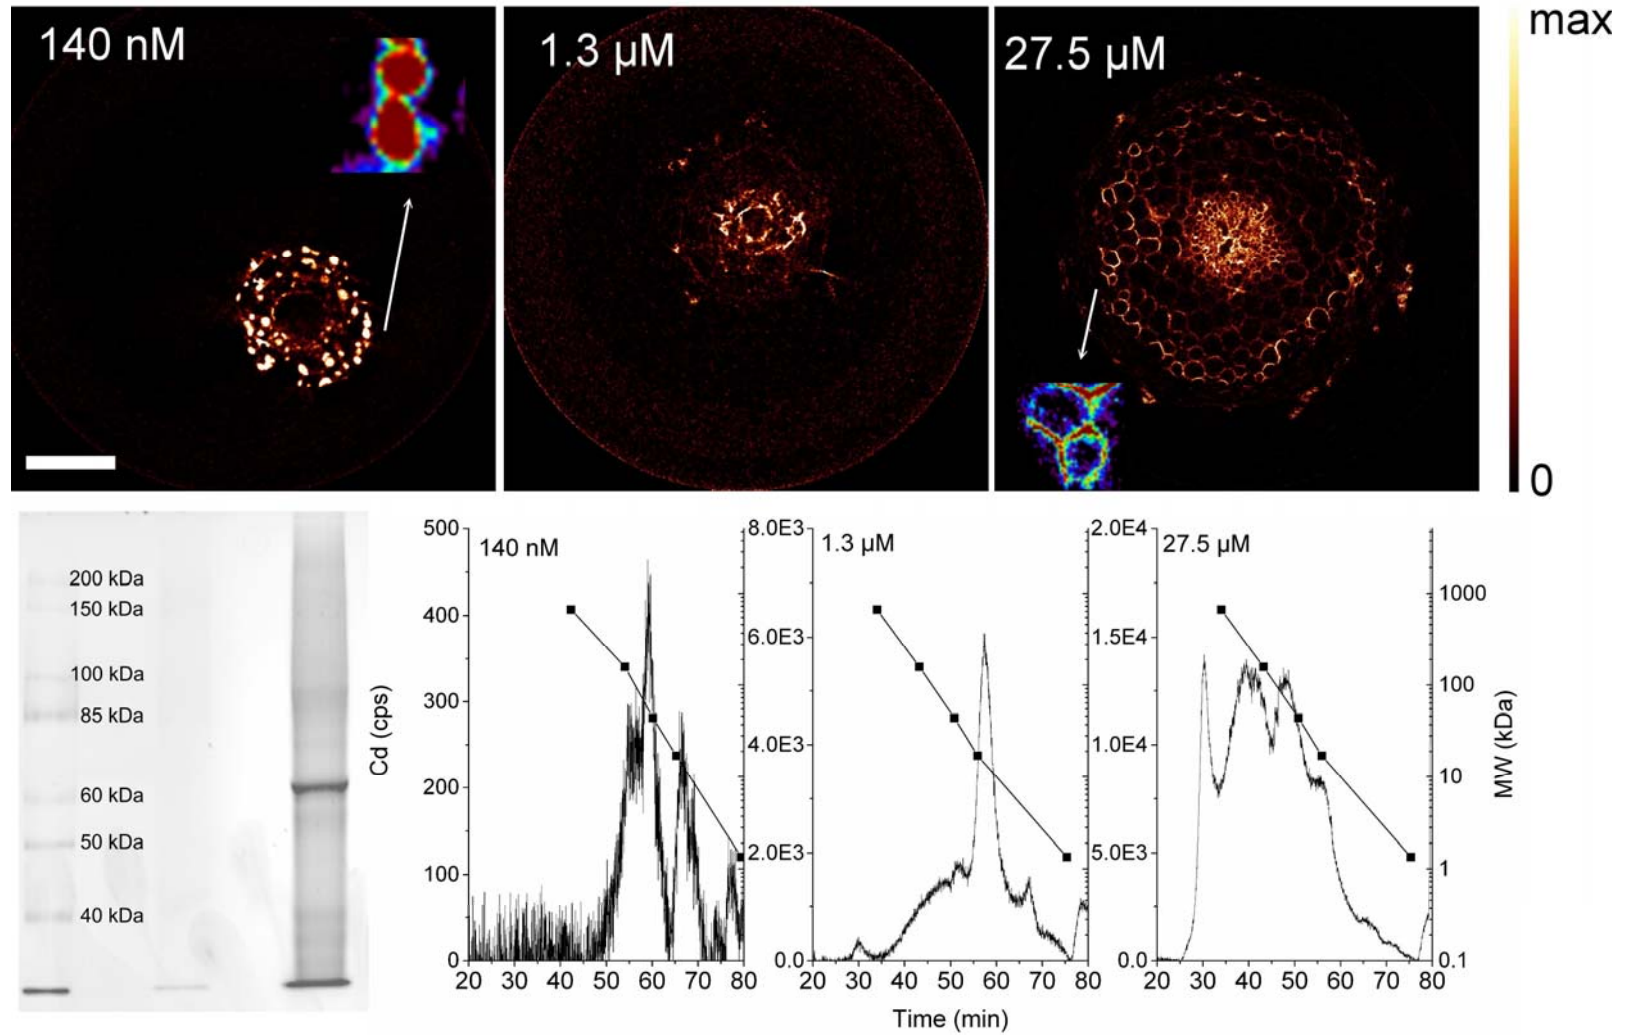 140 nM
1.3 µM
27.5 µM
max
0
200 kDa
150 kDa
100 kDa
85 kDa
60 kDa
50 kDa
40 kDa
Cd (cps)
500
400
300
200
100
0
140 nM
20 30 40 50 60 70 80
8.0E3
6.0E3
4.0E3
2.0E3
0.0
1.3 µM
20 30 40 50 60 70 80
2.0E4
1.5E4
1.0E4
5.0E3
0.0
27.5 µM
20 30 40 50 60 70 80
1000
100
10
1
0.1
MW (kDa)
Time (min)